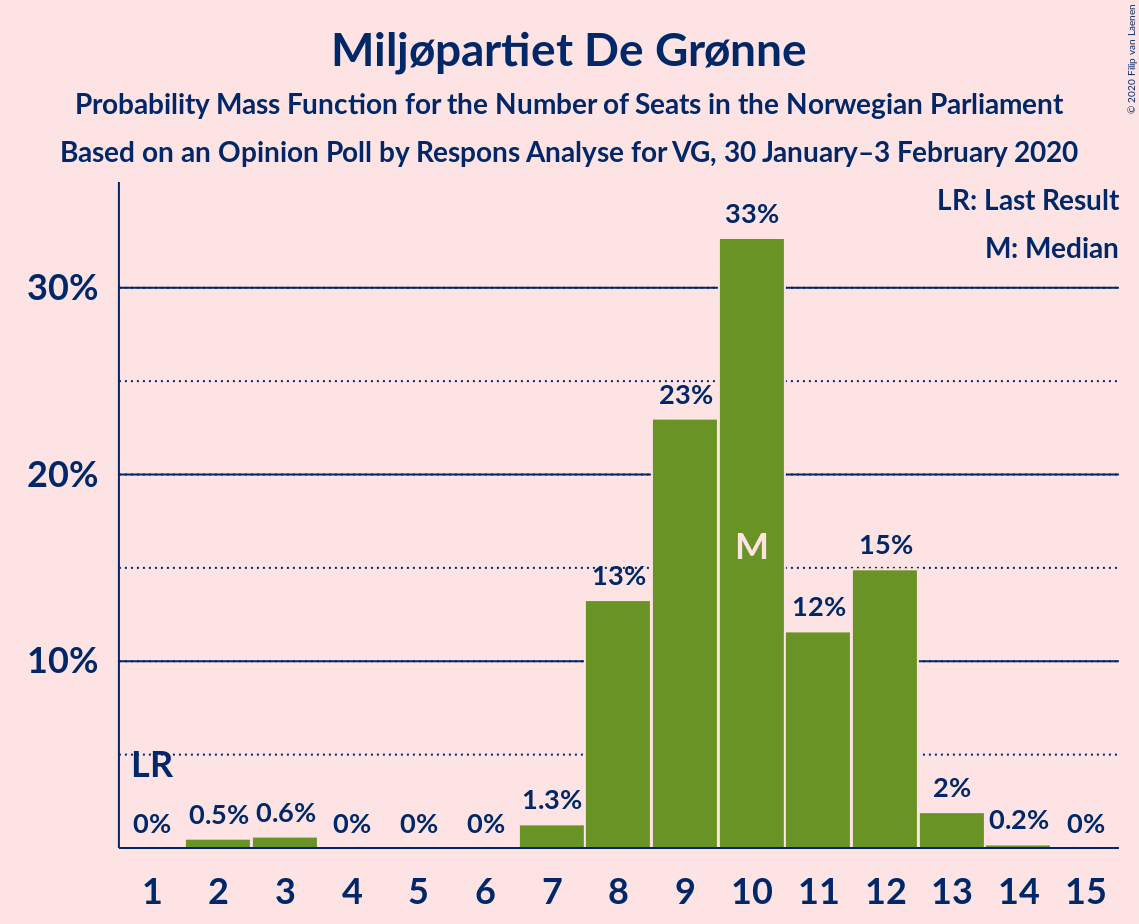 Miljøpartiet De Grønne
Probability Mass Function for the Number of Seats in the Norwegian Parliament
Based on an Opinion Poll by Respons Analyse for VG, 30 January–3 February 2020
© 2020 Filip van Laenen
LR: Last Result
M: Median
30%
20%
10%
LR
0%
0.5%
0.6%
0%
0%
0%
1.3%
13%
23%
33%
M
12%
15%
2%
0.2%
0%
1 2 3 4 5 6 7 8 9 10 11 12 13 14 15